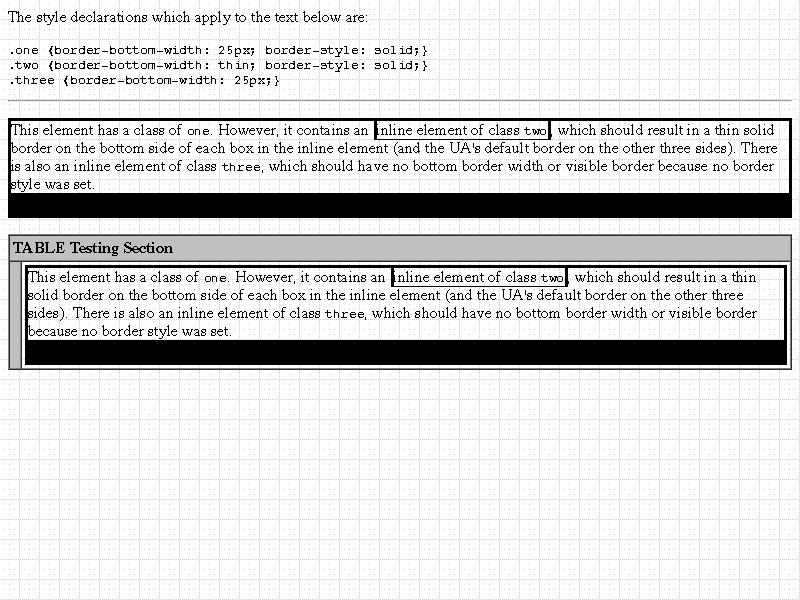 The style declarations which apply to the text below are:
.one {border-bottom-width: 25px; border-style: solid;}
.two {border-bottom-width: thin; border-style: solid;}
.three {border-bottom-width: 25px;}
This element has a class of one. However, it contains an inline element of class two, which should result in a thin solid
border on the bottom side of each box in the inline element (and the UA's default border on the other three sides). There
is also an inline element of class three, which should have no bottom border width or visible border because no border
style was set.
TABLE Testing Section
This element has a class of one. However, it contains an inline element of class two, which should result in a thin
solid border on the bottom side of each box in the inline element (and the UA's default border on the other three
sides). There is also an inline element of class three, which should have no bottom border width or visible border
because no border style was set.